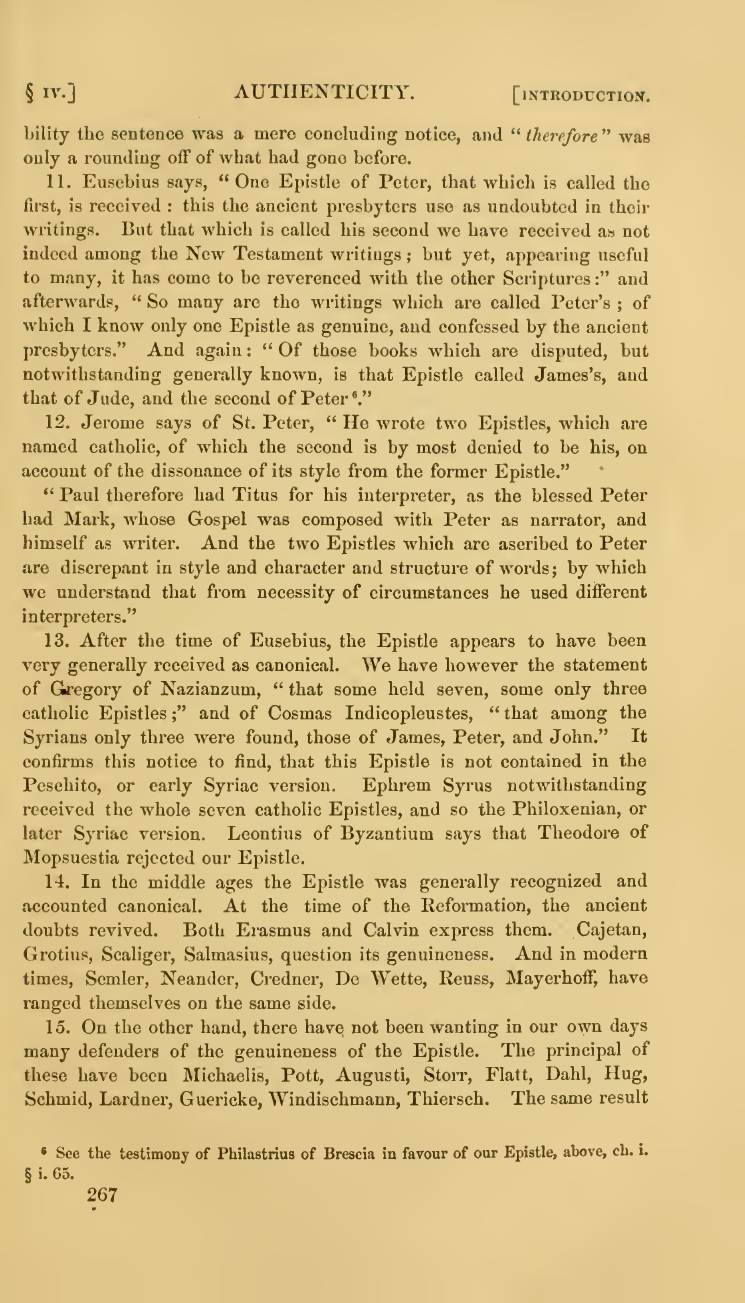 § IV.] AUTHENTICITY. [INTRODUCTION.
bility the sentence was a mere concluding notice, and “ therefore ” was
only a rounding off of what had gone before.
11. Eusebius says, “ One Epistle of Peter, that which is called the
first, is received : this the ancient presbyters use as undoubted in their
writings. But that which is called his second we have received as not
indeed among the New Testament writings ; but yet, appearing useful
to many, it has come to be reverenced with the other Scriptures :” and
afterwards, “ So many are the writings which are called Peter’s ; of
which I know only one Epistle as genuine, and confessed by the ancient
presbyters.” And again : “ Of those books which are disputed, but
notwithstanding generally known, is that Epistle called James’s, and
that of Jude, and the second of Peter ⁶.”
12. Jerome says of St. Peter, “ He wrote two Epistles, which are
named catholic, of which the second is by most denied to be his, on
account of the dissonance of its style from the former Epistle.”
“ Paul therefore had Titus for his interpreter, as the blessed Peter
had Mark, whose Gospel was composed with Peter as narrator, and
himself as writer. And the two Epistles which are ascribed to Peter
are discrepant in style and character and structure of words; by which
we understand that from necessity of circumstances he used different
interpreters.”
13. After the time of Eusebius, the Epistle appears to have been
very generally received as canonical. We have however the statement
of Gregory of Nazianzum, “ that some held seven, some only three
catholic Epistles ;” and of Cosmas Indicopleustes, “ that among the
Syrians only three were found, those of James, Peter, and John.” It
confirms this notice to find, that this Epistle is not contained in the
Peschito, or early Syriac version. Ephrem Syrus notwithstanding
received the whole seven catholic Epistles, and so the Philoxenian, or
later Syriac version. Leontius of Byzantium says that Theodore of
Mopsuestia rejected our Epistle.
14. In the middle ages the Epistle was generally recognized and
accounted canonical. At the time of the Reformation, the ancient
doubts revived. Both Erasmus and Calvin express them. Cajetan,
Grotius, Scaliger, Salmasius, question its genuineness. And in modern
times, Semler, Neander, Credner, De Wette, Reuss, Mayerhoff, have
ranged themselves on the same side.
15. On the other hand, there have not been wanting in our own days
many defenders of the genuineness of the Epistle. The principal of
these have been Michaelis, Pott, Augusti, Storr, Flatt, Dahl, Hug,
Schmid, Lardner, Guericke, Windischmann, Thiersch. The same result
⁶ See the testimony of Philastrius of Brescia in favour of our Epistle, above, ch. i.
§ i. 65.
267